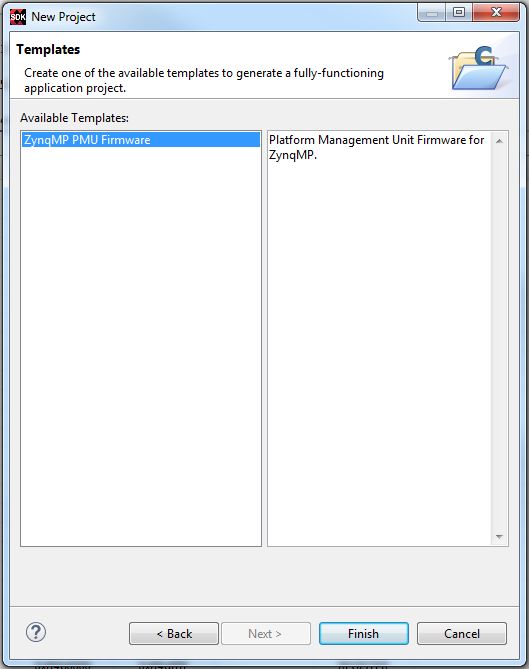 SDK New Project
Templates
Create one of the available templates to generate a fully-functioning
application project.
C
Available Templates:
ZynqMP PMU Firmware
Platform Management Unit Firmware for
ZynqMP.
?
< Back
Next >
Finish
Cancel